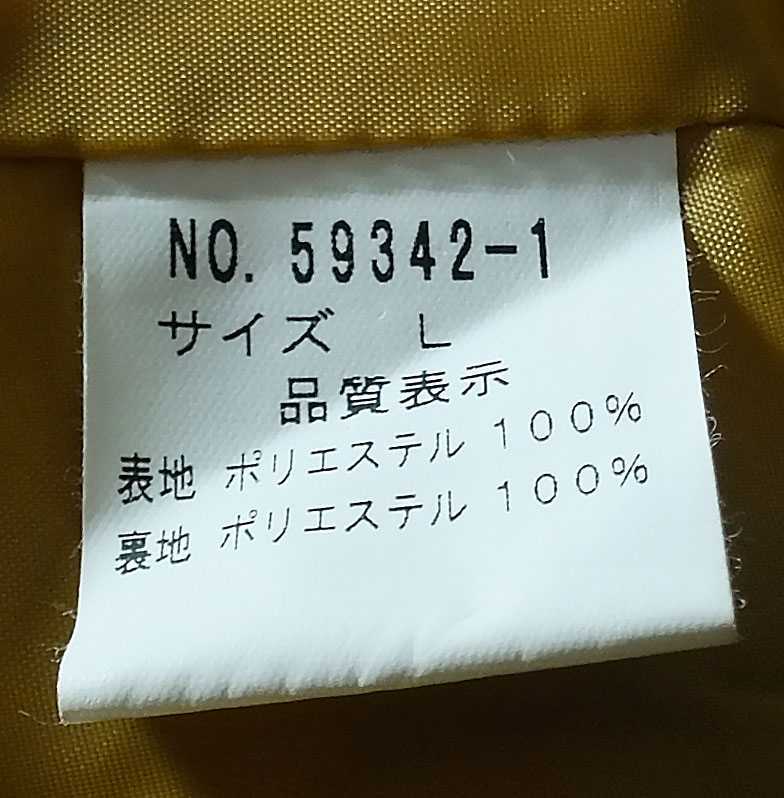 NO. 59342-1
サイズ L
品質表示
表地 ポリエステル 100%
裏地 ポリエステル 100%